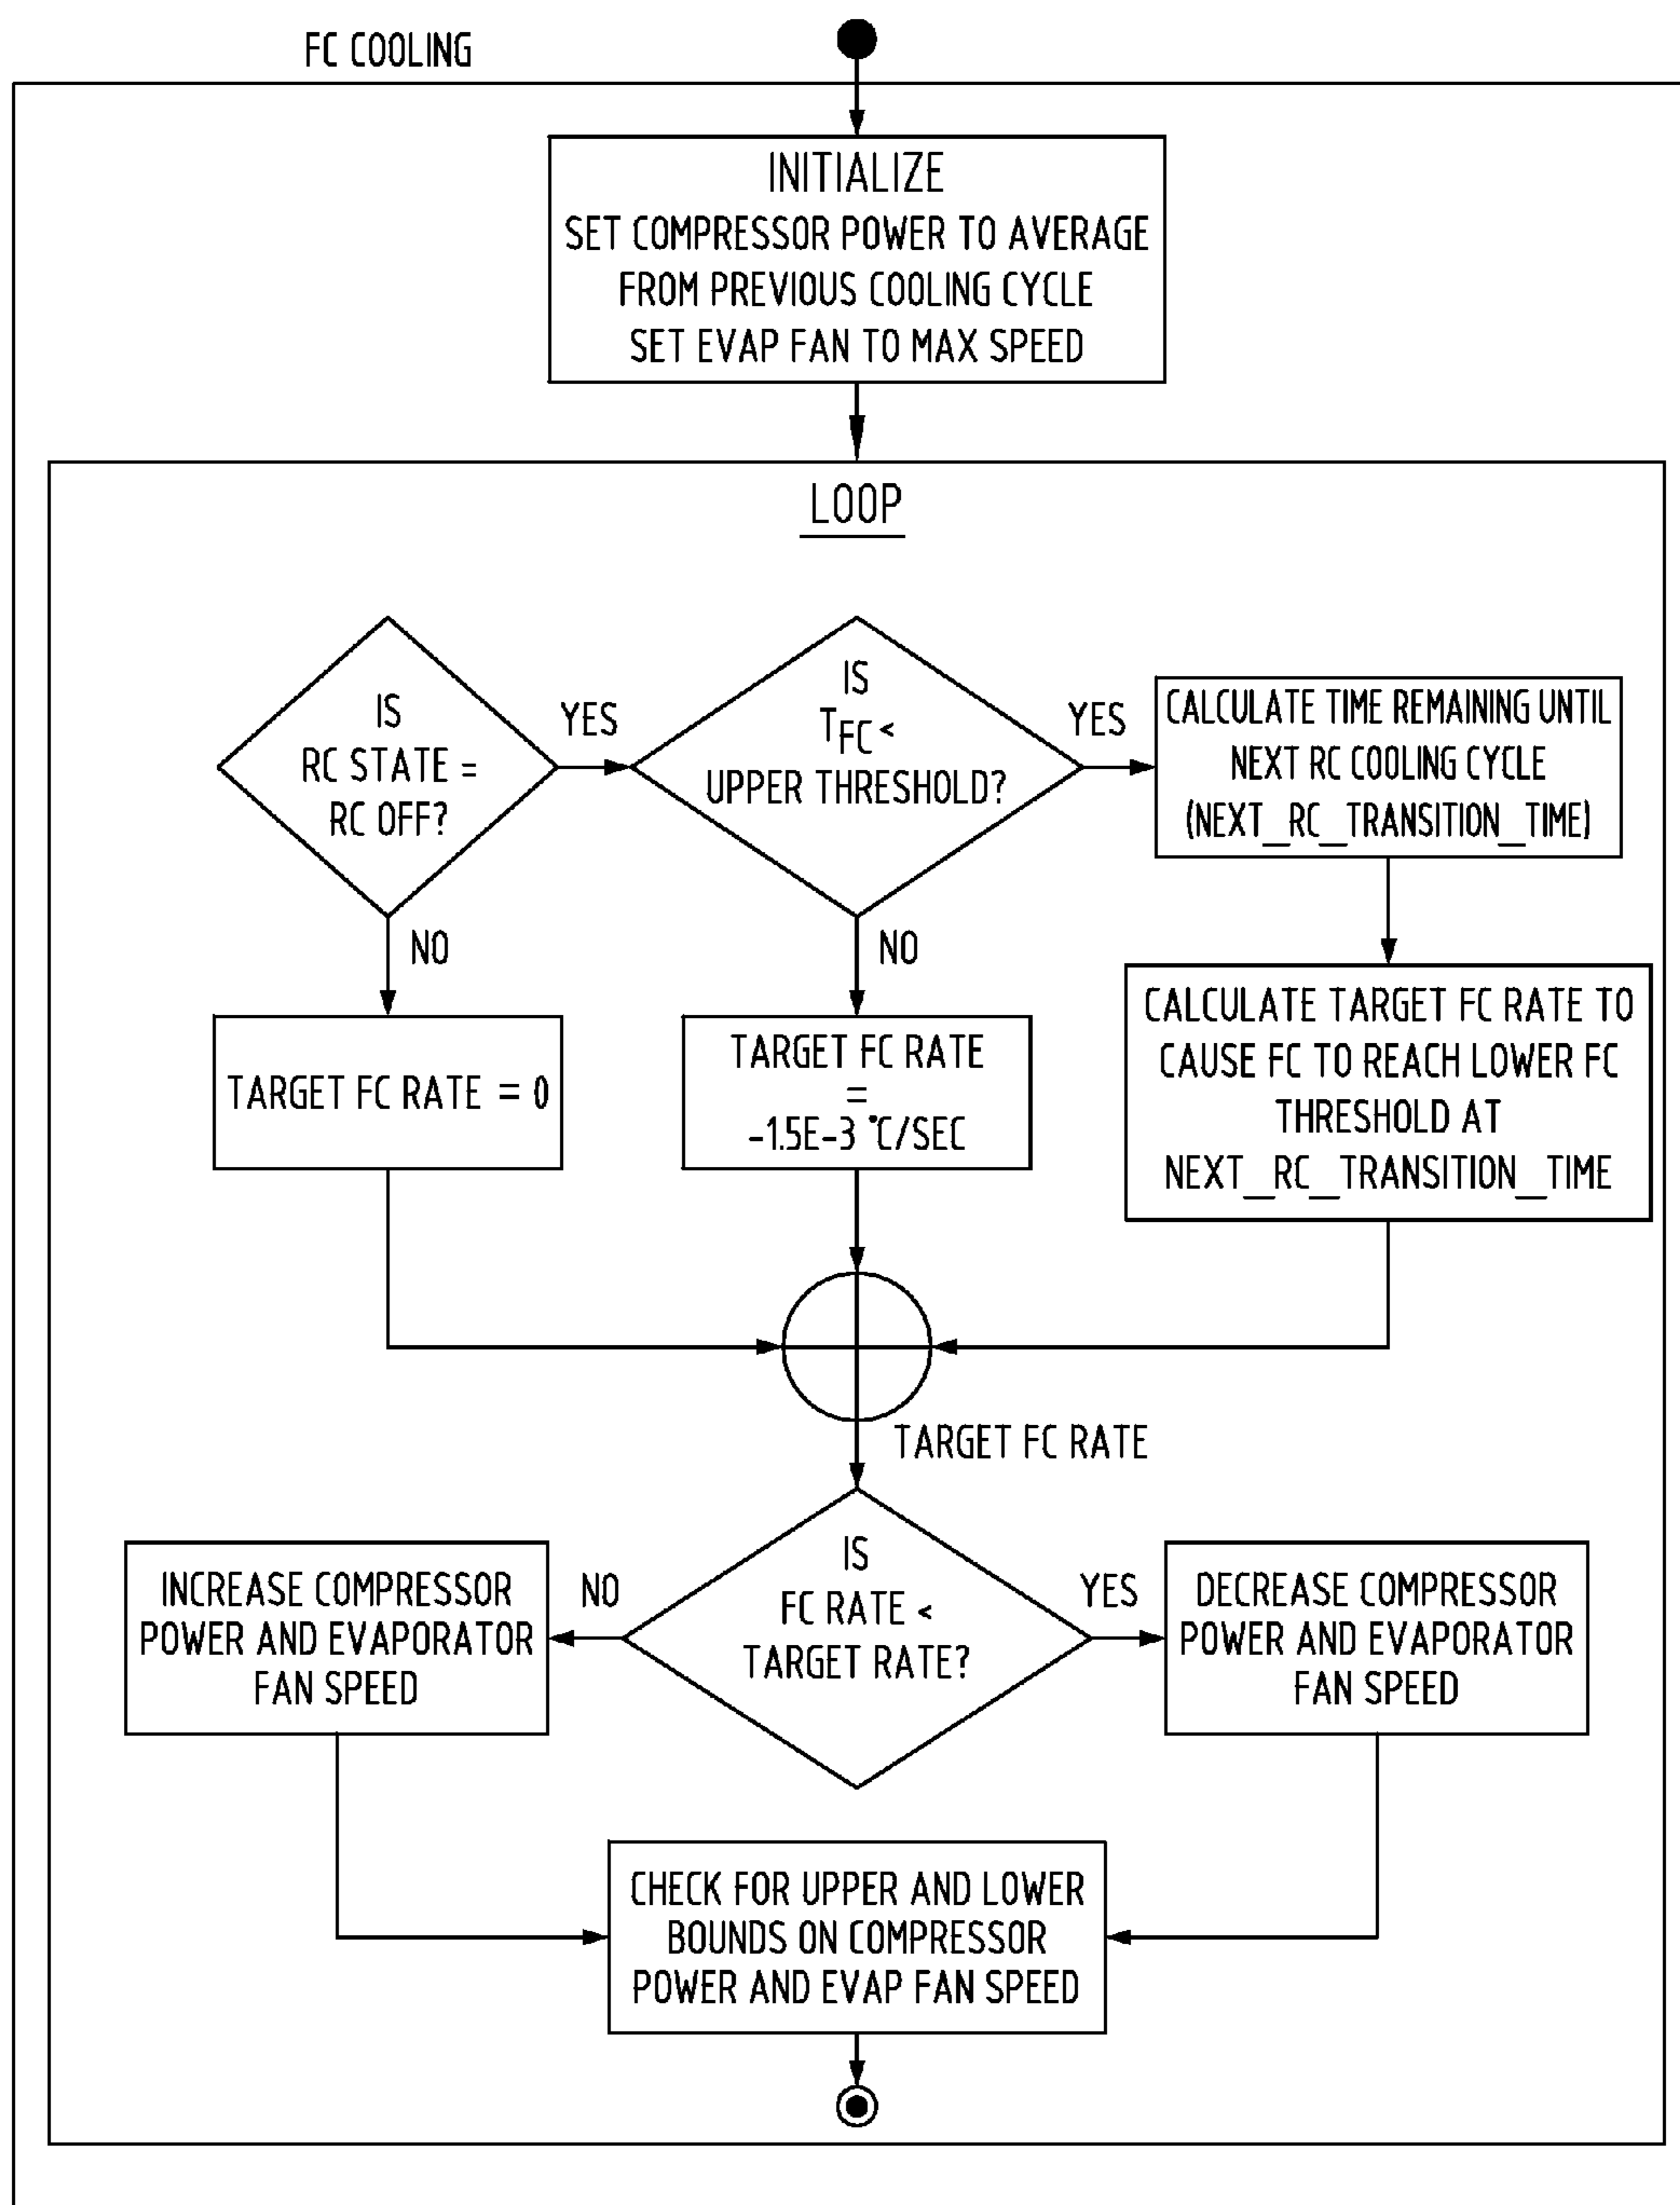 FC COOLING
INITIALIZE
SET COMPRESSOR POWER TO AVERAGE
FROM PREVIOUS COOLING CYCLE
SET EVAP FAN TO MAX SPEED
LOOP
IS
RC STATE =
RC OFF?
YES
IS
T_FC <
UPPER THRESHOLD?
YES
CALCULATE TIME REMAINING UNTIL
NEXT RC COOLING CYCLE
(NEXT_RC_TRANSITION_TIME)
NO
NO
TARGET FC RATE = 0
TARGET FC RATE
=
-1.5E-3 °C/SEC
CALCULATE TARGET FC RATE TO
CAUSE FC TO REACH LOWER FC
THRESHOLD AT
NEXT_RC_TRANSITION_TIME
TARGET FC RATE
INCREASE COMPRESSOR
POWER AND EVAPORATOR
FAN SPEED
NO
IS
FC RATE <
TARGET RATE?
YES
DECREASE COMPRESSOR
POWER AND EVAPORATOR
FAN SPEED
CHECK FOR UPPER AND LOWER
BOUNDS ON COMPRESSOR
POWER AND EVAP FAN SPEED